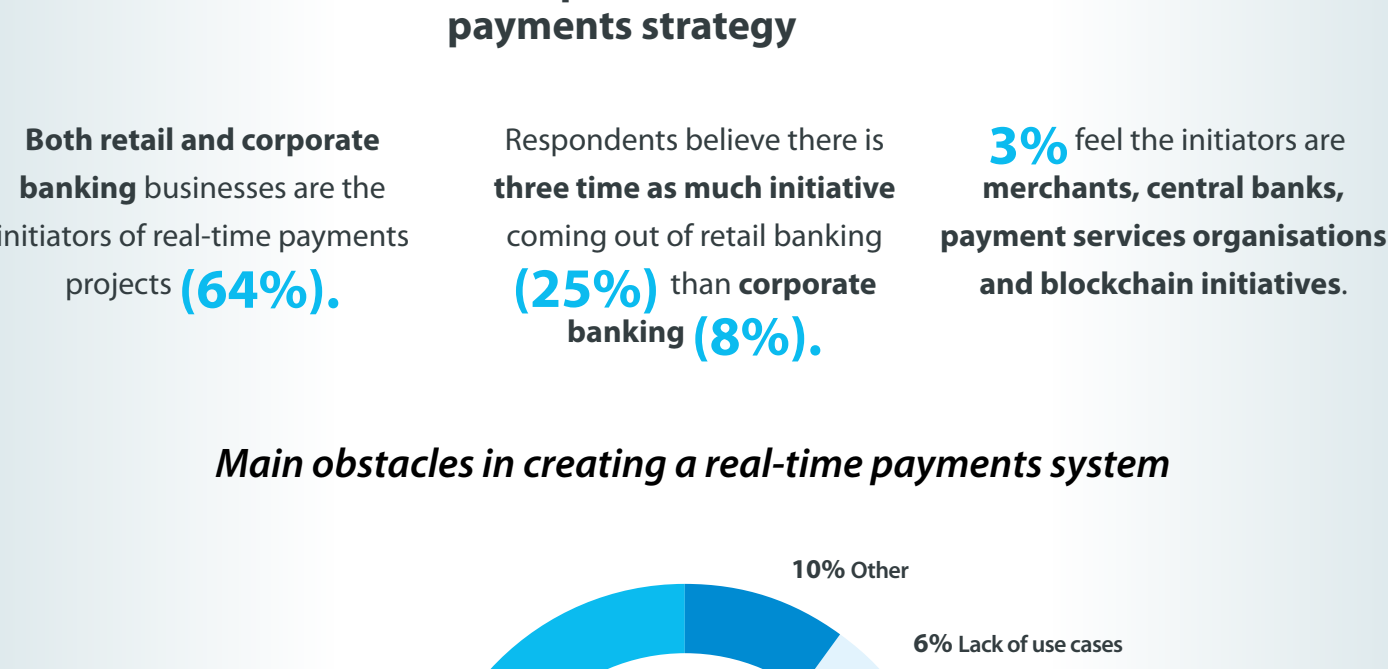 payments strategy
Both retail and corporate
banking businesses are the
initiators of real-time payments
projects (64%).
Respondents believe there is
three time as much initiative
coming out of retail banking
(25%) than corporate
banking (8%).
3% feel the initiators are
merchants, central banks,
payment services organisations
and blockchain initiatives.
Main obstacles in creating a real-time payments system
10% Other
6% Lack of use cases